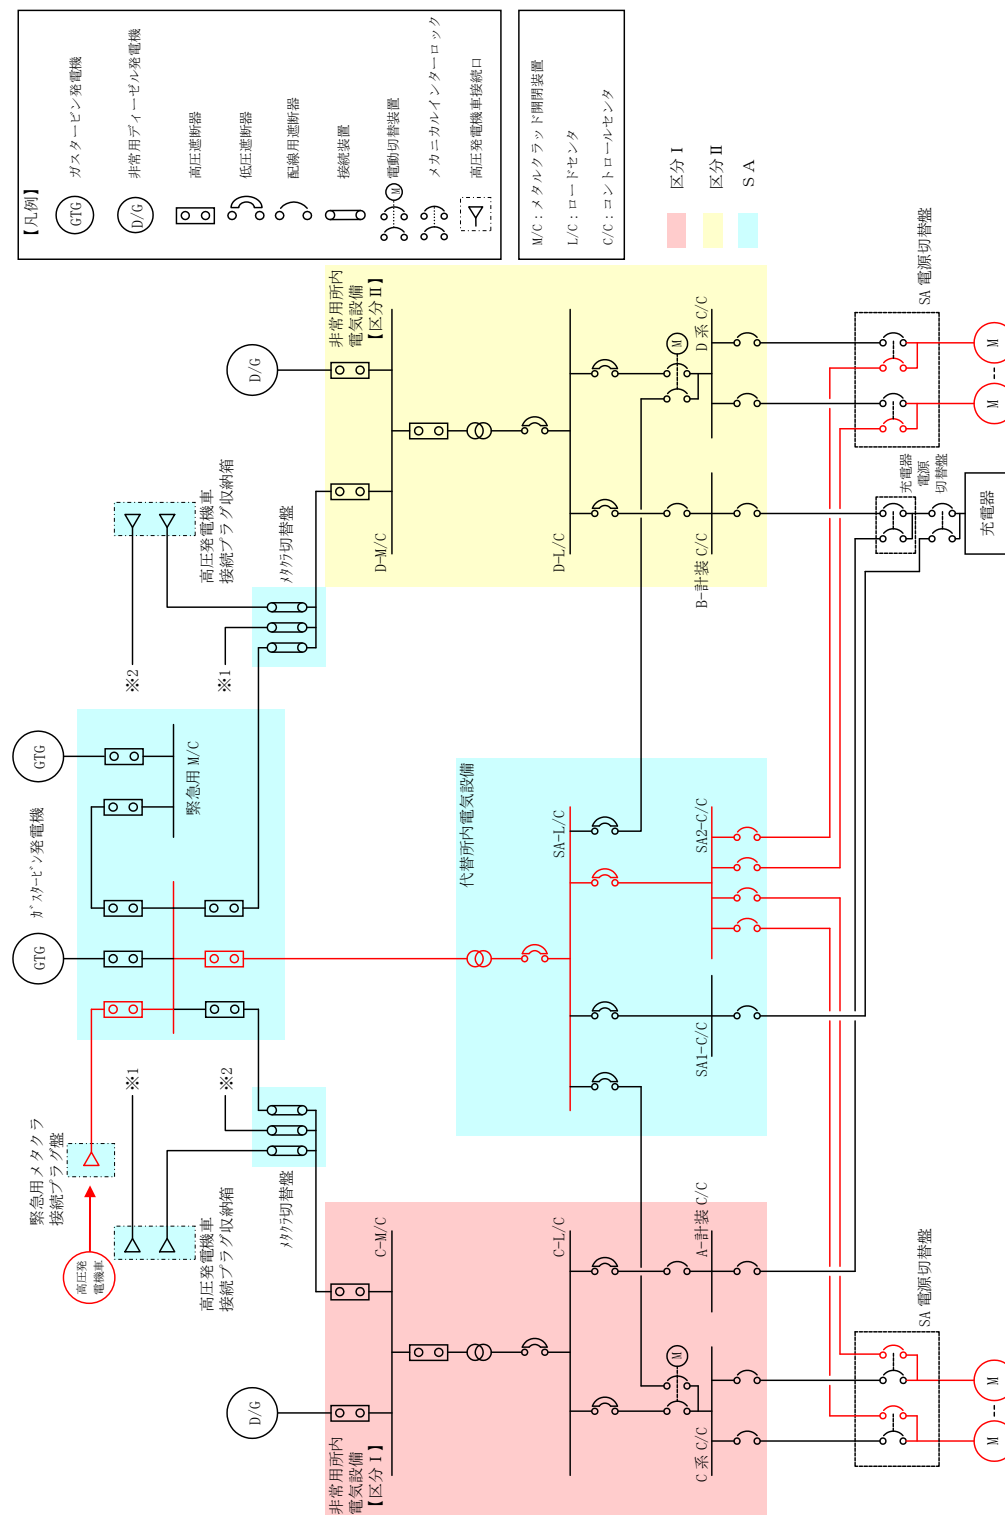 【凡例】
GTG
ガスタービン発電機
D/G
非常用ディーゼル発電機
高圧遮断器
低圧遮断器
配線用遮断器
接続装置
M
電動切替装置
メカニカルインターロック
高圧発電機車接続口
M/C：メタルクラッド開閉装置
L/C：ロードセンタ
C/C：コントロールセンタ
区分Ⅰ
区分Ⅱ
ＳＡ
高圧発
電機車
緊急用メタクラ
接続プラグ盤
GTG
ガスタービン発電機
GTG
緊急用 M/C
※1
※2
高圧発電機車
接続プラグ収納箱
メタクラ切替盤
※2
※1
高圧発電機車
接続プラグ収納箱
メタクラ切替盤
D/G
非常用所内
電気設備
【区分Ⅰ】
C-M/C
C-L/C
M
C 系 C/C
A-計装 C/C
代替所内電気設備
SA-L/C
SA1-C/C
SA2-C/C
D/G
非常用所内
電気設備
【区分Ⅱ】
D-M/C
D-L/C
M
B-計装 C/C
D 系 C/C
SA 電源切替盤
M
M
充電器
電源
切替盤
充電器
SA 電源切替盤
M
M